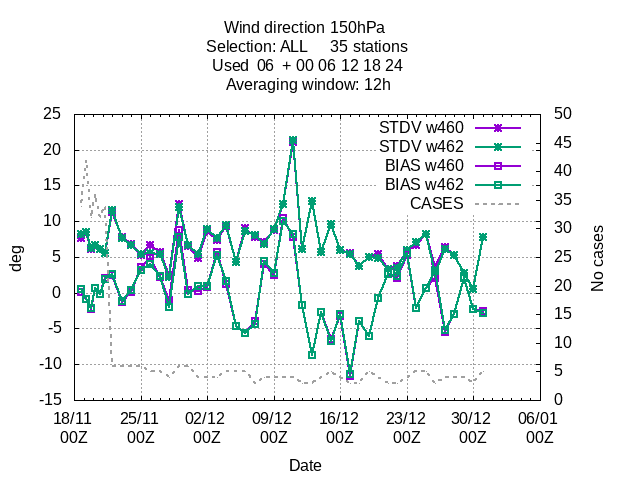 Wind direction 150hPa
Selection: ALL 35 stations
Used 06 + 00 06 12 18 24
Averaging window: 12h
25 50
STDV w460 45
20 STDV w462
40
BIAS w460
15 BIAS w462
CASES 35
10 30
deg 5 25 No cases
0 20
15
-5
10
-10 5
-15 0
18/11 25/11 02/12 09/12 16/12 23/12 30/12 06/01
00Z 00Z 00Z 00Z 00Z 00Z 00Z 00Z
Date